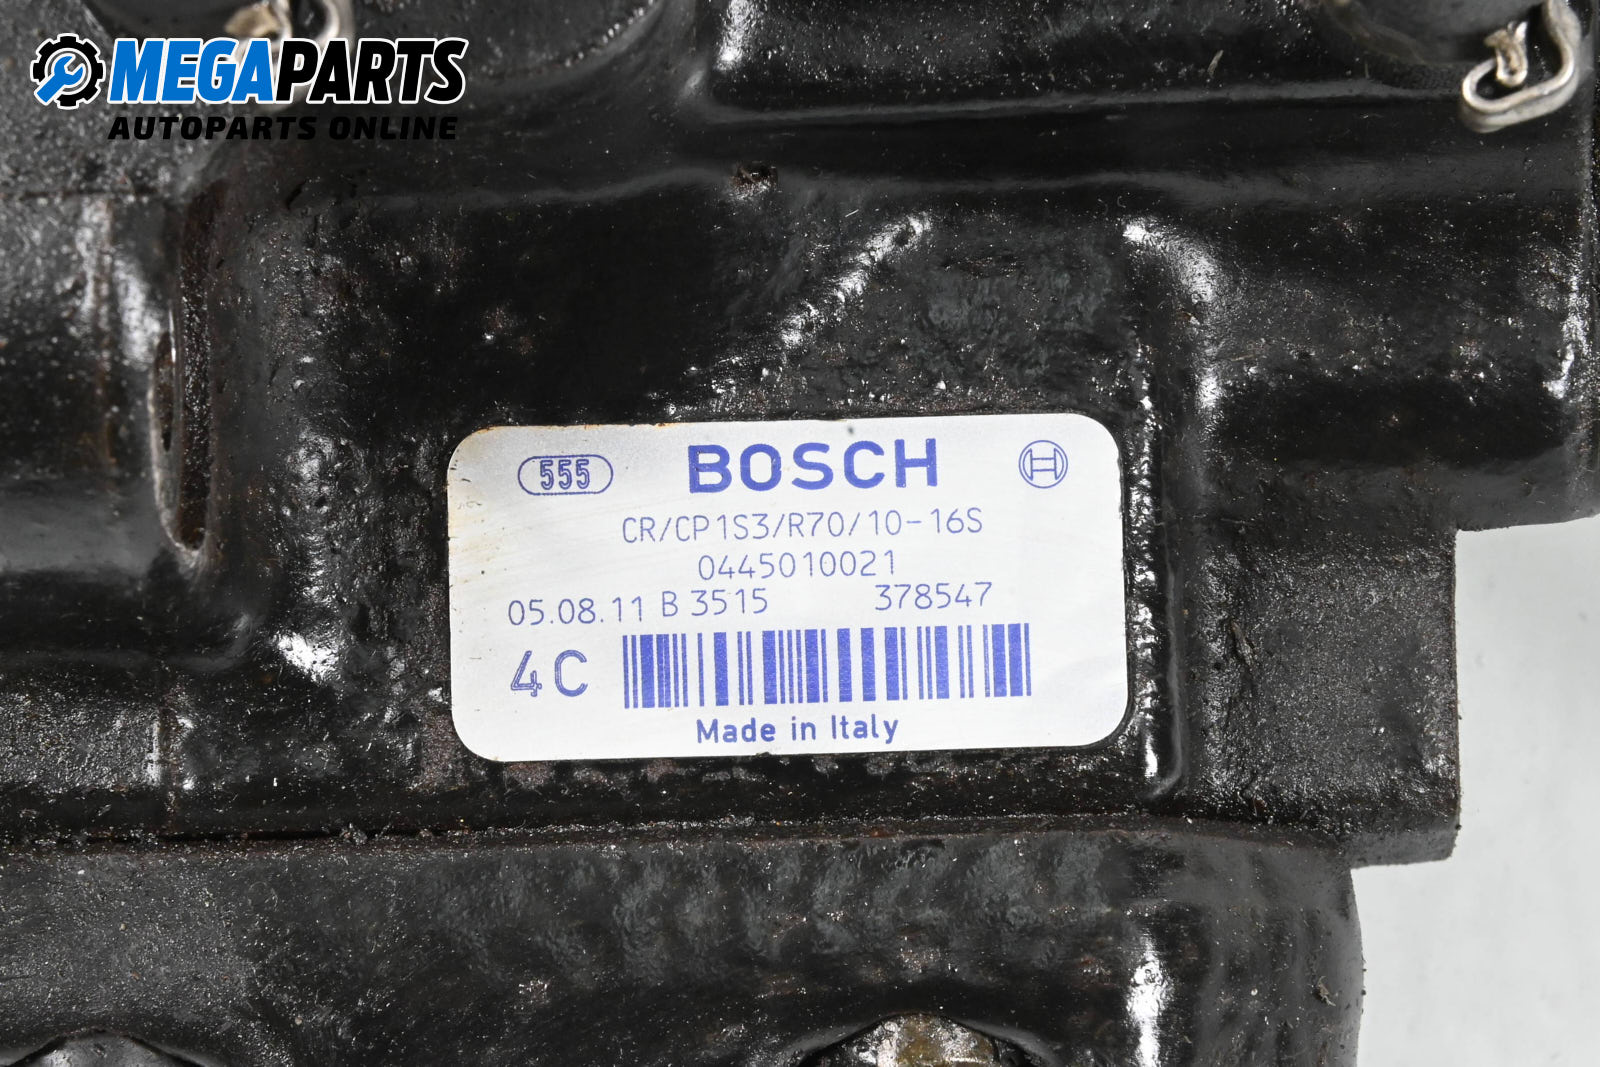 MEGAPARTS
AUTOPARTS ONLINE
555 BOSCH
CR/CP1S3/R70/10-16S
0445010021
05.08.11 B 3515 378547
4C
Made in Italy